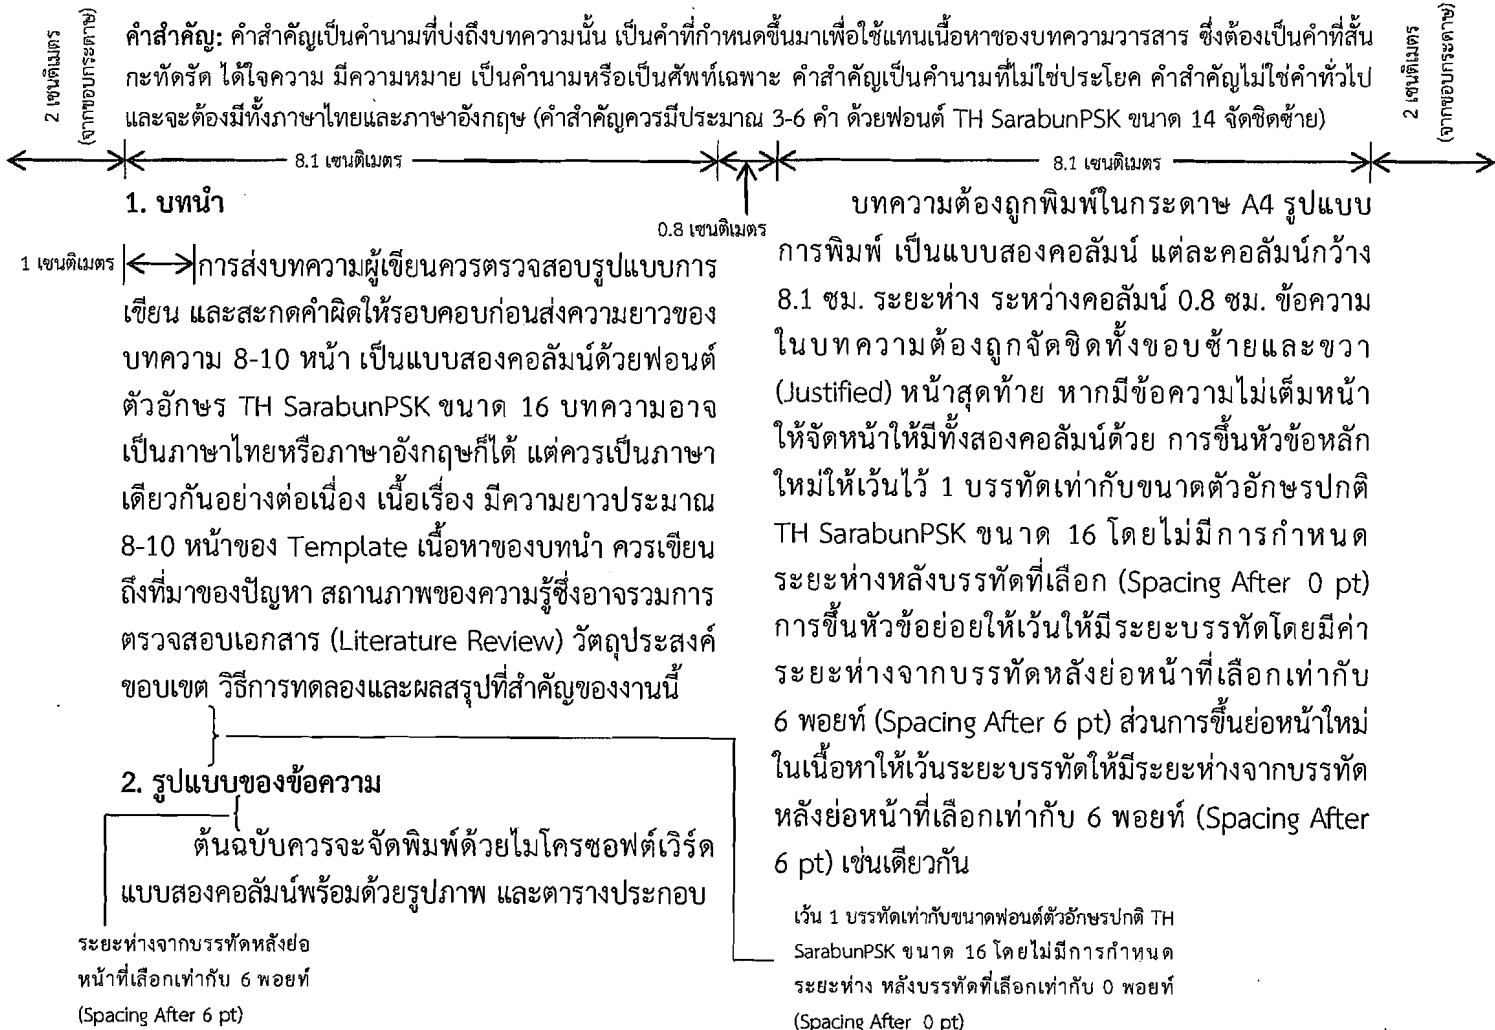 2 เซนติเมตร
(จากขอบกระดาษ)
คำสำคัญ: คำสำคัญเป็นคำนามที่บ่งถึงบทความนั้น เป็นคำที่กำหนดขึ้นมาเพื่อใช้แทนเนื้อหาของบทความวารสาร ซึ่งต้องเป็นคำที่สั้น
กะทัดรัด ได้ใจความ มีความหมาย เป็นคำนามหรือเป็นศัพท์เฉพาะ คำสำคัญเป็นคำนามที่ไม่ใช่ประโยค คำสำคัญไม่ใช่คำทั่วไป
และจะต้องมีทั้งภาษาไทยและภาษาอังกฤษ (คำสำคัญควรมีประมาณ 3-6 คำ ด้วยฟอนต์ TH SarabunPSK ขนาด 14 จัดชิดซ้าย)
2 เซนติเมตร
(จากขอบกระดาษ)
8.1 เซนติเมตร
0.8 เซนติเมตร
8.1 เซนติเมตร
1. บทนำ
1 เซนติเมตร
การส่งบทความผู้เขียนควรตรวจสอบรูปแบบการ
เขียน และสะกดคำผิดให้รอบคอบก่อนส่งความยาวของ
บทความ 8-10 หน้า เป็นแบบสองคอลัมน์ด้วยฟอนต์
ตัวอักษร TH SarabunPSK ขนาด 16 บทความอาจ
เป็นภาษาไทยหรือภาษาอังกฤษก็ได้ แต่ควรเป็นภาษา
เดียวกันอย่างต่อเนื่อง เนื้อเรื่อง มีความยาวประมาณ
8-10 หน้าของ Template เนื้อหาของบทนำ ควรเขียน
ถึงที่มาของปัญหา สถานภาพของความรู้ซึ่งอาจรวมการ
ตรวจสอบเอกสาร (Literature Review) วัตถุประสงค์
ขอบเขต วิธีการทดลองและผลสรุปที่สำคัญของงานนี้
2. รูปแบบของข้อความ
ต้นฉบับควรจะจัดพิมพ์ด้วยไมโครซอฟต์เวิร์ด
แบบสองคอลัมน์พร้อมด้วยรูปภาพ และตารางประกอบ
ระยะห่างจากบรรทัดหลังย่อ
หน้าที่เลือกเท่ากับ 6 พอยท์
(Spacing After 6 pt)
บทความต้องถูกพิมพ์ในกระดาษ A4 รูปแบบ
การพิมพ์ เป็นแบบสองคอลัมน์ แต่ละคอลัมน์กว้าง
8.1 ซม. ระยะห่าง ระหว่างคอลัมน์ 0.8 ซม. ข้อความ
ในบทความต้องถูกจัดชิดทั้งขอบซ้ายและขวา
(Justified) หน้าสุดท้าย หากมีข้อความไม่เต็มหน้า
ให้จัดหน้าให้มีทั้งสองคอลัมน์ด้วย การขึ้นหัวข้อหลัก
ใหม่ให้เว้นไว้ 1 บรรทัดเท่ากับขนาดตัวอักษรปกติ
TH SarabunPSK ขนาด 16 โดยไม่มีการกำหนด
ระยะห่างหลังบรรทัดที่เลือก (Spacing After 0 pt)
การขึ้นหัวข้อย่อยให้เว้นให้มีระยะบรรทัดโดยมีค่า
ระยะห่างจากบรรทัดหลังย่อหน้าที่เลือกเท่ากับ
6 พอยท์ (Spacing After 6 pt) ส่วนการขึ้นย่อหน้าใหม่
ในเนื้อหาให้เว้นระยะบรรทัดให้มีระยะห่างจากบรรทัด
หลังย่อหน้าที่เลือกเท่ากับ 6 พอยท์ (Spacing After
6 pt) เช่นเดียวกัน
เว้น 1 บรรทัดเท่ากับขนาดฟอนต์ตัวอักษรปกติ TH
SarabunPSK ขนาด 16 โดยไม่มีการกำหนด
ระยะห่าง หลังบรรทัดที่เลือกเท่ากับ 0 พอยท์
(Spacing After 0 pt)